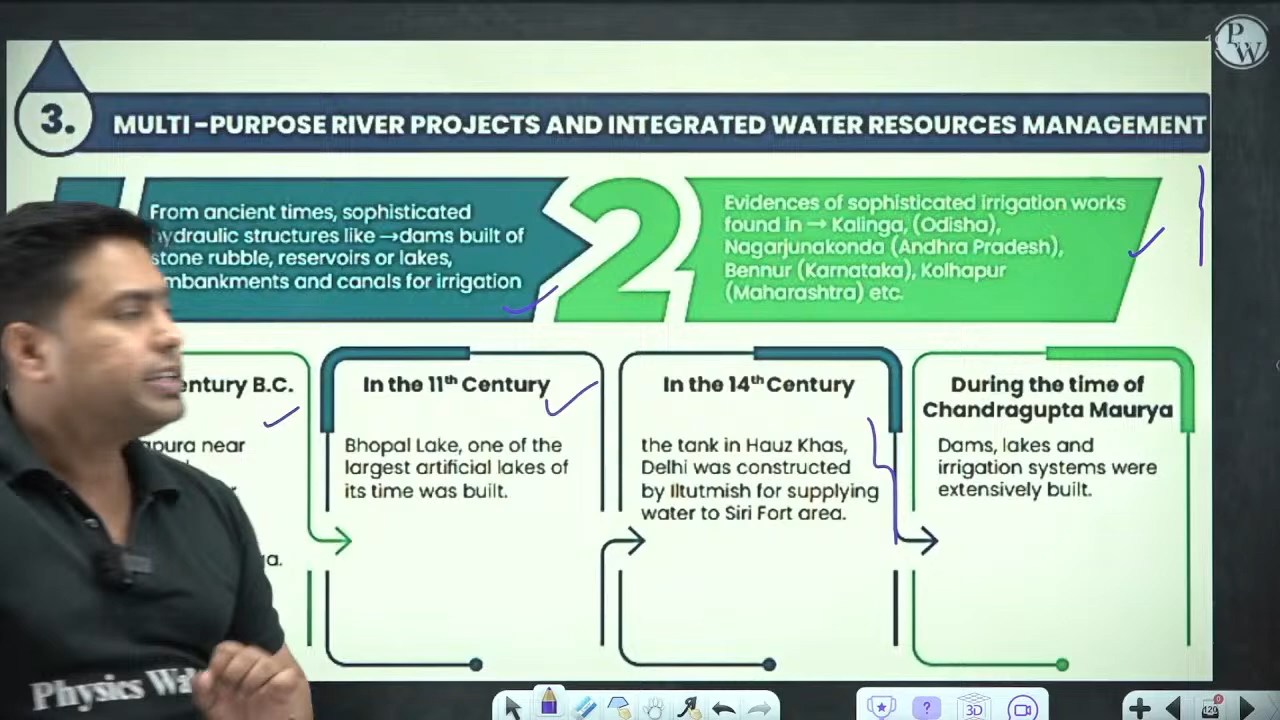 PW
3.
MULTI-PURPOSE RIVER PROJECTS AND INTEGRATED WATER RESOURCES MANAGEMENT
From ancient times, sophisticated
hydraulic structures like →dams built of
stone rubble, reservoirs or lakes,
mbankments and canals for irrigation
2
Evidences of sophisticated irrigation works
found in → Kalinga, (Odisha),
Nagarjunakonda (Andhra Pradesh),
Bennur (Karnataka), Kolhapur
(Maharashtra) etc.
entury B.C.
apura near
a.
In the 11th Century
Bhopal Lake, one of the
largest artificial lakes of
its time was built.
In the 14th Century
the tank in Hauz Khas,
Delhi was constructed
by Iltutmish for supplying
water to Siri Fort area.
During the time of
Chandragupta Maurya
Dams, lakes and
irrigation systems were
extensively built.
Physics Wa
?
3D
129